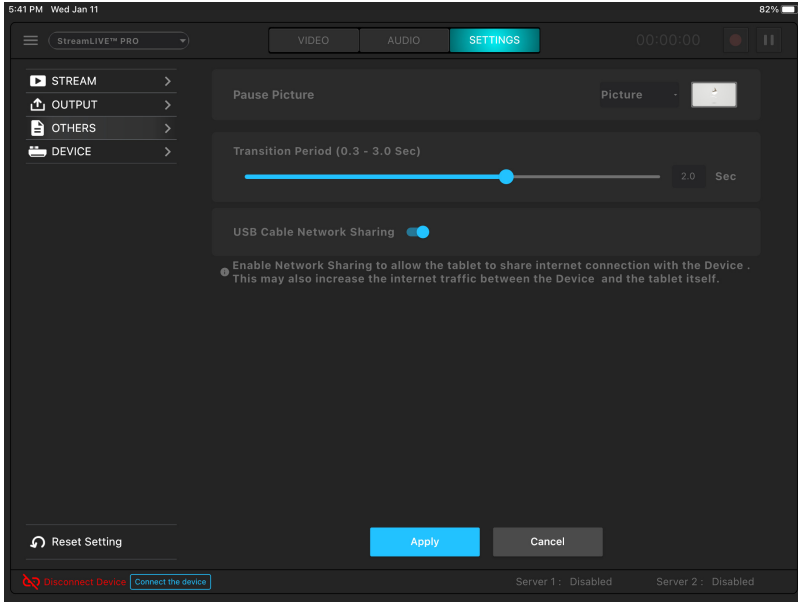 5:41 PM Wed Jan 11
82%
StreamLIVE™ PRO
VIDEO
AUDIO
SETTINGS
00:00:00
STREAM
OUTPUT
OTHERS
DEVICE
Pause Picture
Picture
Transition Period (0.3 - 3.0 Sec)
2.0 Sec
USB Cable Network Sharing
Enable Network Sharing to allow the tablet to share internet connection with the Device .
This may also increase the internet traffic between the Device and the tablet itself.
Reset Setting
Apply
Cancel
Disconnect Device
Connect the device
Server 1 : Disabled
Server 2 : Disabled